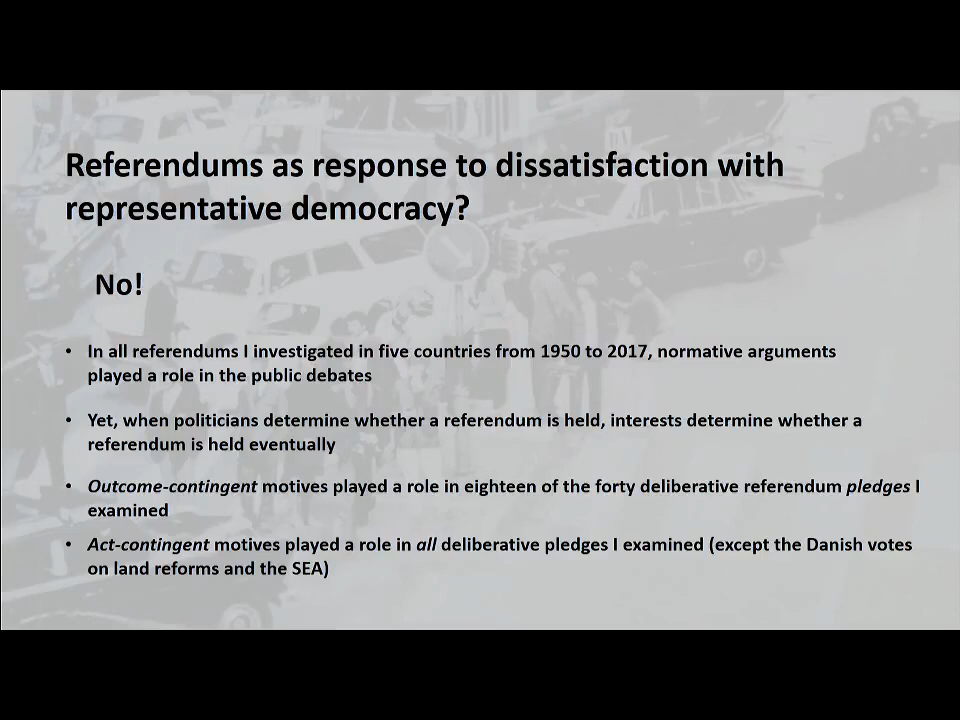 Referendums as response to dissatisfaction with
representative democracy?
No!
• In all referendums I investigated in five countries from 1950 to 2017, normative arguments
played a role in the public debates
• Yet, when politicians determine whether a referendum is held, interests determine whether a
referendum is held eventually
• Outcome-contingent motives played a role in eighteen of the forty deliberative referendum pledges I
examined
• Act-contingent motives played a role in all deliberative pledges I examined (except the Danish votes
on land reforms and the SEA)